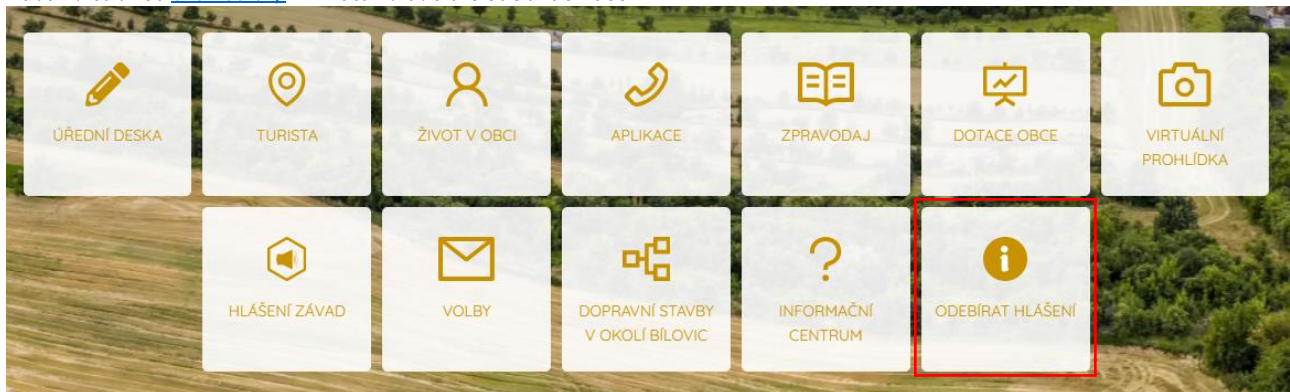 ÚŘEDNÍ DESKA
TURISTA
ŽIVOT V OBCI
APLIKACE
ZPRAVODAJ
DOTACE OBCE
VIRTUÁLNÍ
PROHLÍDKA
HLÁŠENÍ ZÁVAD
VOLBY
DOPRAVNÍ STAVBY
V OKOLÍ BÍLOVIC
INFORMAČNÍ
CENTRUM
ODEBÍRAT HLÁŠENÍ